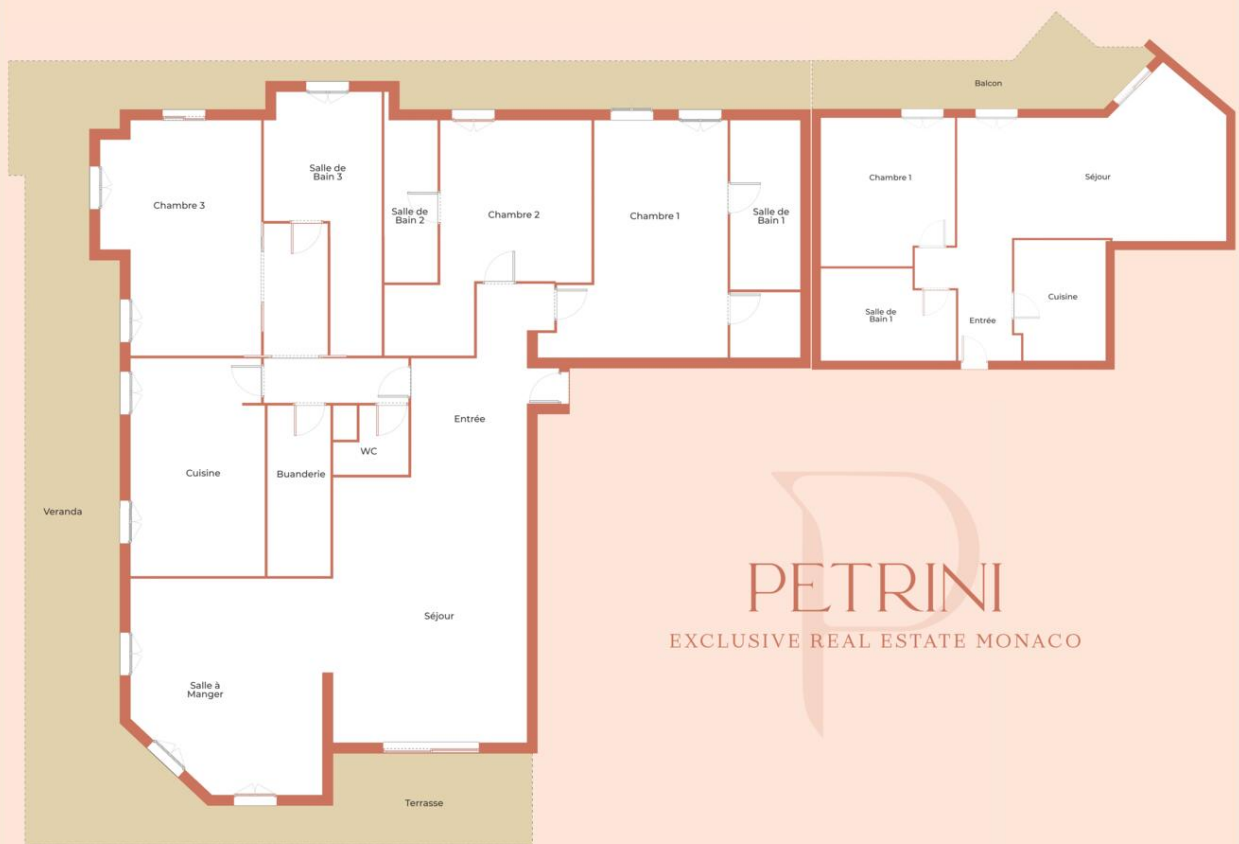 Balcon
Salle de
Bain 3
Chambre 3
Salle de
Bain 2
Chambre 2
Chambre 1
Salle de
Bain 1
Chambre 1
Séjour
Salle de
Bain 1
Entrée
Cuisine
Entrée
WC
Cuisine
Buanderie
Veranda
Séjour
Salle à
Manger
Terrasse
P
PETRINI
EXCLUSIVE REAL ESTATE MONACO